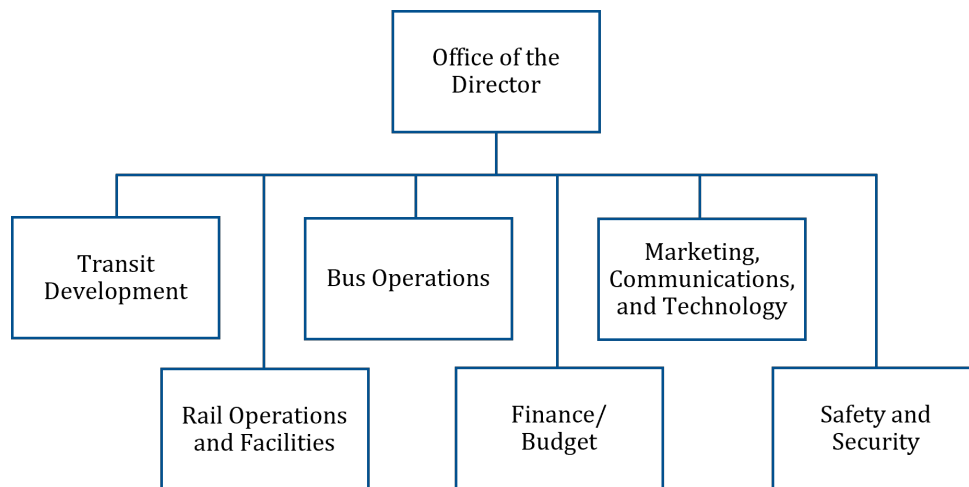 Office of the
Director
Transit
Development
Bus Operations
Marketing,
Communications,
and Technology
Rail Operations
and Facilities
Finance/
Budget
Safety and
Security